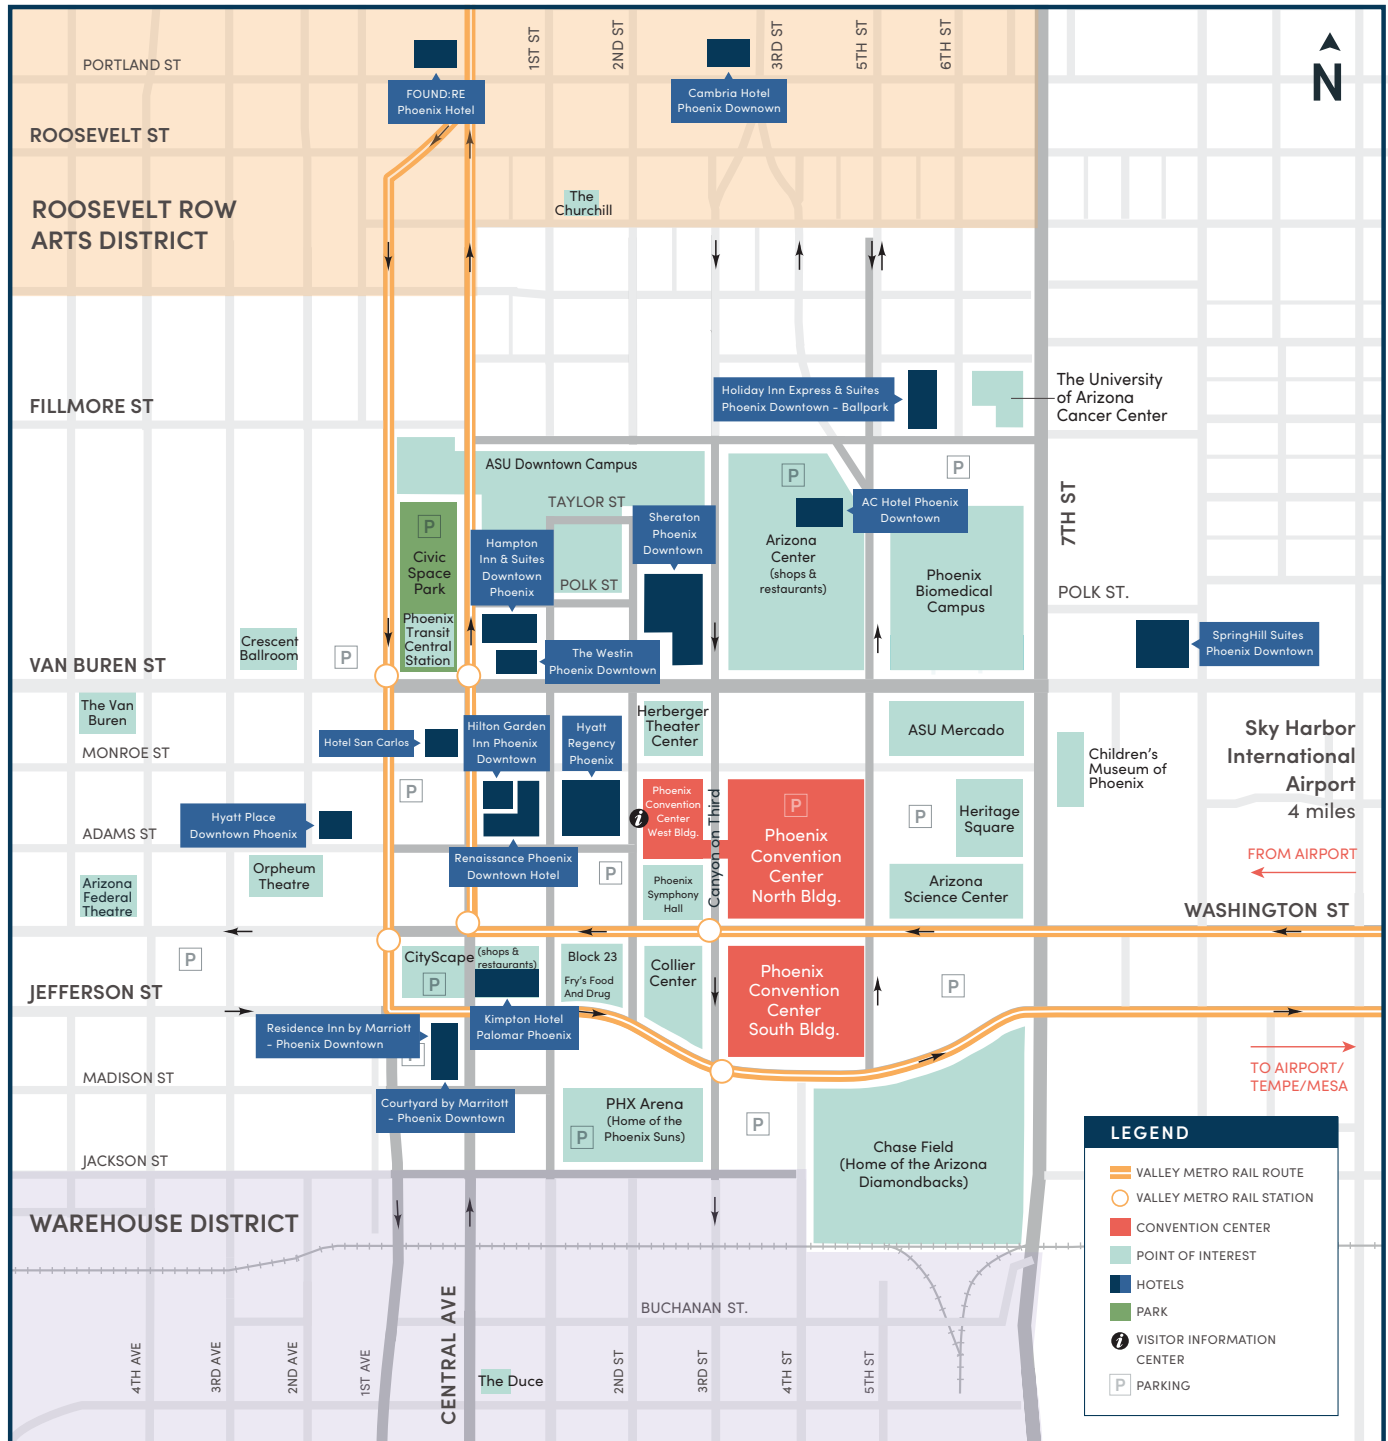 1ST ST
2ND ST
3RD ST
5TH ST
6TH ST
N
PORTLAND ST
FOUND:RE
Phoenix Hotel
Cambria Hotel
Phoenix Downown
ROOSEVELT ST
ROOSEVELT ROW
ARTS DISTRICT
The
Churchill
Holiday Inn Express & Suites
Phoenix Downtown - Ballpark
The University
of Arizona
Cancer Center
FILLMORE ST
ASU Downtown Campus
P
P
TAYLOR ST
AC Hotel Phoenix
Downtown
7TH ST
P
Civic
Space
Park
Hampton
Inn & Suites
Downtown
Phoenix
Sheraton
Phoenix
Downtown
Arizona
Center
(shops &
restaurants)
Phoenix
Biomedical
Campus
POLK ST
POLK ST.
Phoenix
Transit
Central
Station
Crescent
Ballroom
P
The Westin
Phoenix Downtown
SpringHill Suites
Phoenix Downtown
VAN BUREN ST
The Van
Buren
Hotel San Carlos
Hilton Garden
Inn Phoenix
Downtown
Hyatt
Regency
Phoenix
Herberger
Theater
Center
ASU Mercado
Sky Harbor
International
Airport
4 miles
MONROE ST
Children's
Museum of
Phoenix
P
Phoenix
Convention
Center
West Bldg.
i
Canyon on Third
P
Phoenix
Convention
Center
North Bldg.
P
Heritage
Square
Hyatt Place
Downtown Phoenix
ADAMS ST
Renaissance Phoenix
Downtown Hotel
P
FROM AIRPORT
Orpheum
Theatre
Arizona
Federal
Theatre
Phoenix
Symphony
Hall
Arizona
Science Center
WASHINGTON ST
P
CityScape
(shops &
restaurants)
P
Block 23
Fry's Food
And Drug
Collier
Center
Phoenix
Convention
Center
South Bldg.
P
JEFFERSON ST
Residence Inn by Marriott
- Phoenix Downtown
P
Kimpton Hotel
Palomar Phoenix
TO AIRPORT/
TEMPE/MESA
MADISON ST
Courtyard by Marritott
- Phoenix Downtown
PHX Arena
(Home of the
Phoenix Suns)
P
P
Chase Field
(Home of the Arizona
Diamondbacks)
JACKSON ST
WAREHOUSE DISTRICT
BUCHANAN ST.
4TH AVE
3RD AVE
2ND AVE
1ST AVE
CENTRAL AVE
The Duce
2ND ST
3RD ST
4TH ST
5TH ST
LEGEND
VALLEY METRO RAIL ROUTE
VALLEY METRO RAIL STATION
CONVENTION CENTER
POINT OF INTEREST
HOTELS
PARK
i
VISITOR INFORMATION
CENTER
P
PARKING